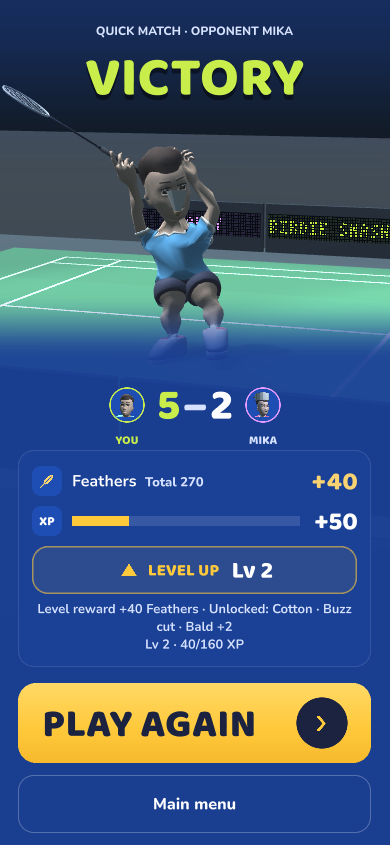 QUICK MATCH · OPPONENT MIKA
VICTORY
BIRDIE SMASH
5–2
YOU
MIKA
Feathers Total 270 +40
XP +50
LEVEL UP Lv 2
Level reward +40 Feathers · Unlocked: Cotton · Buzz
cut · Bald +2
Lv 2 · 40/160 XP
PLAY AGAIN
Main menu